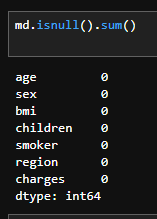 md.isnull().sum()
age 0
sex 0
bmi 0
children 0
smoker 0
region 0
charges 0
dtype: int64